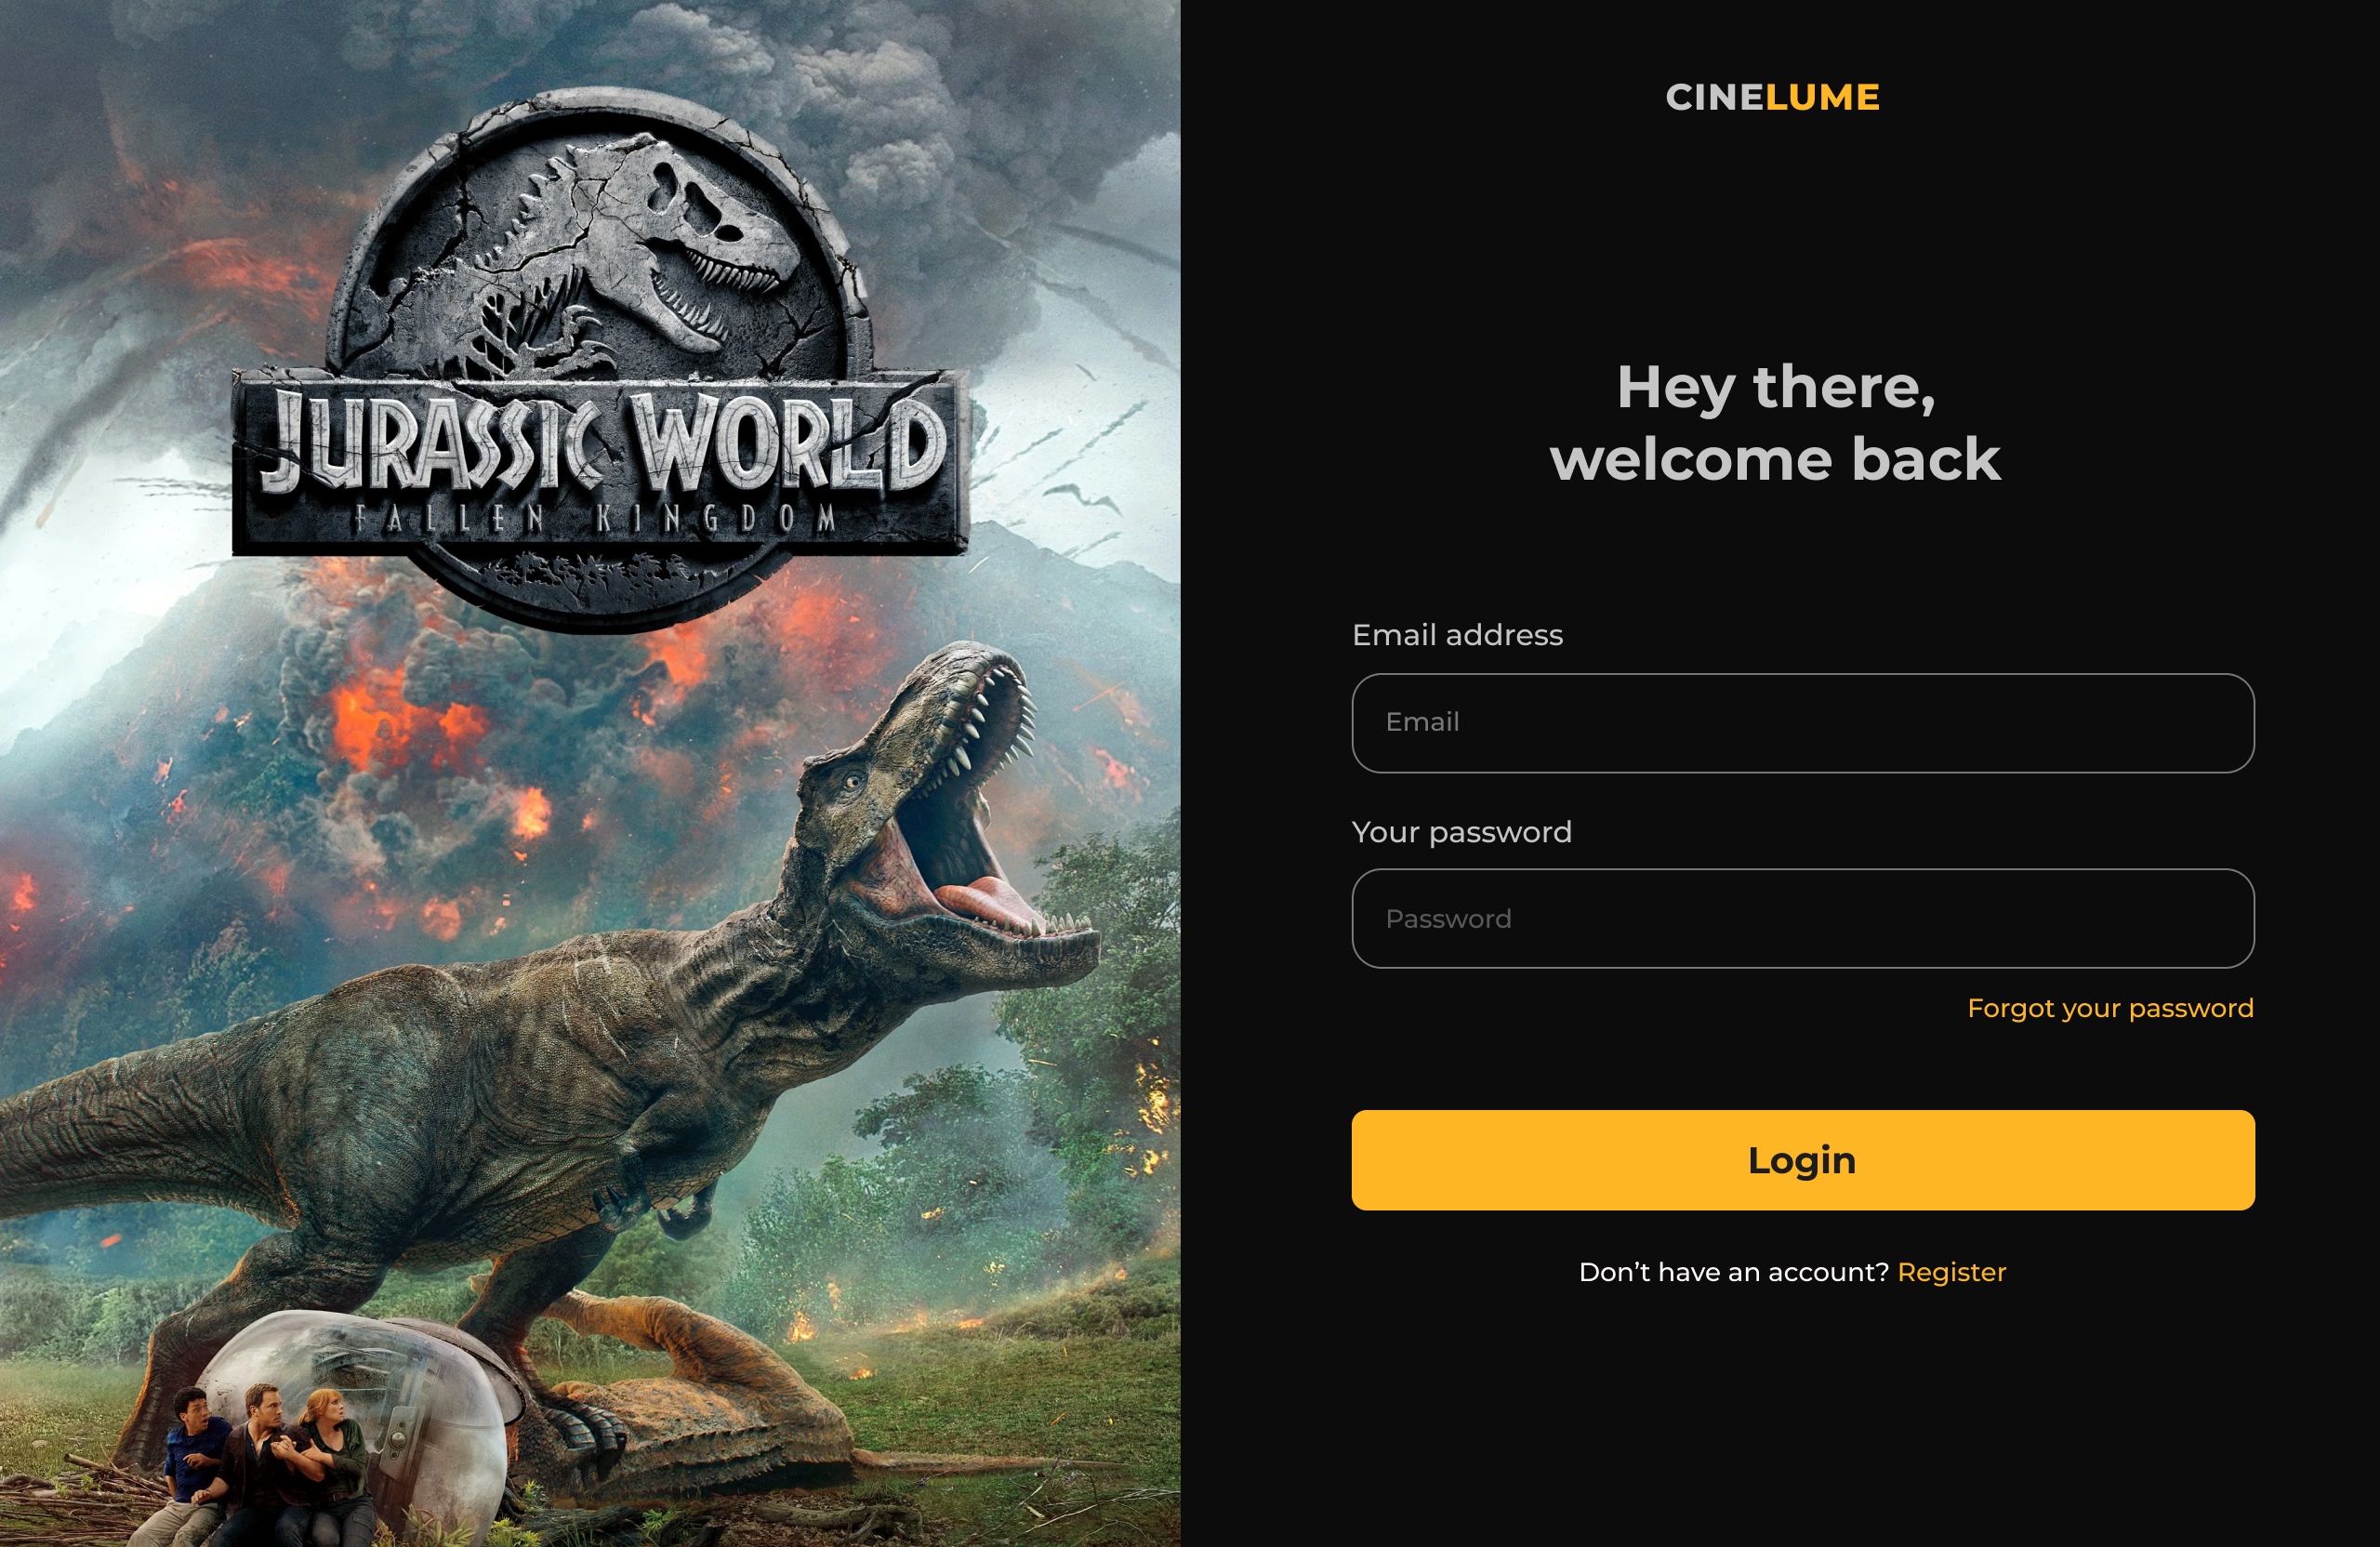 JURASSIC WORLD
FALLEN KINGDOM
CINELUME
Hey there,
welcome back
Email address
Email
Your password
Password
Forgot your password
Login
Don’t have an account? Register